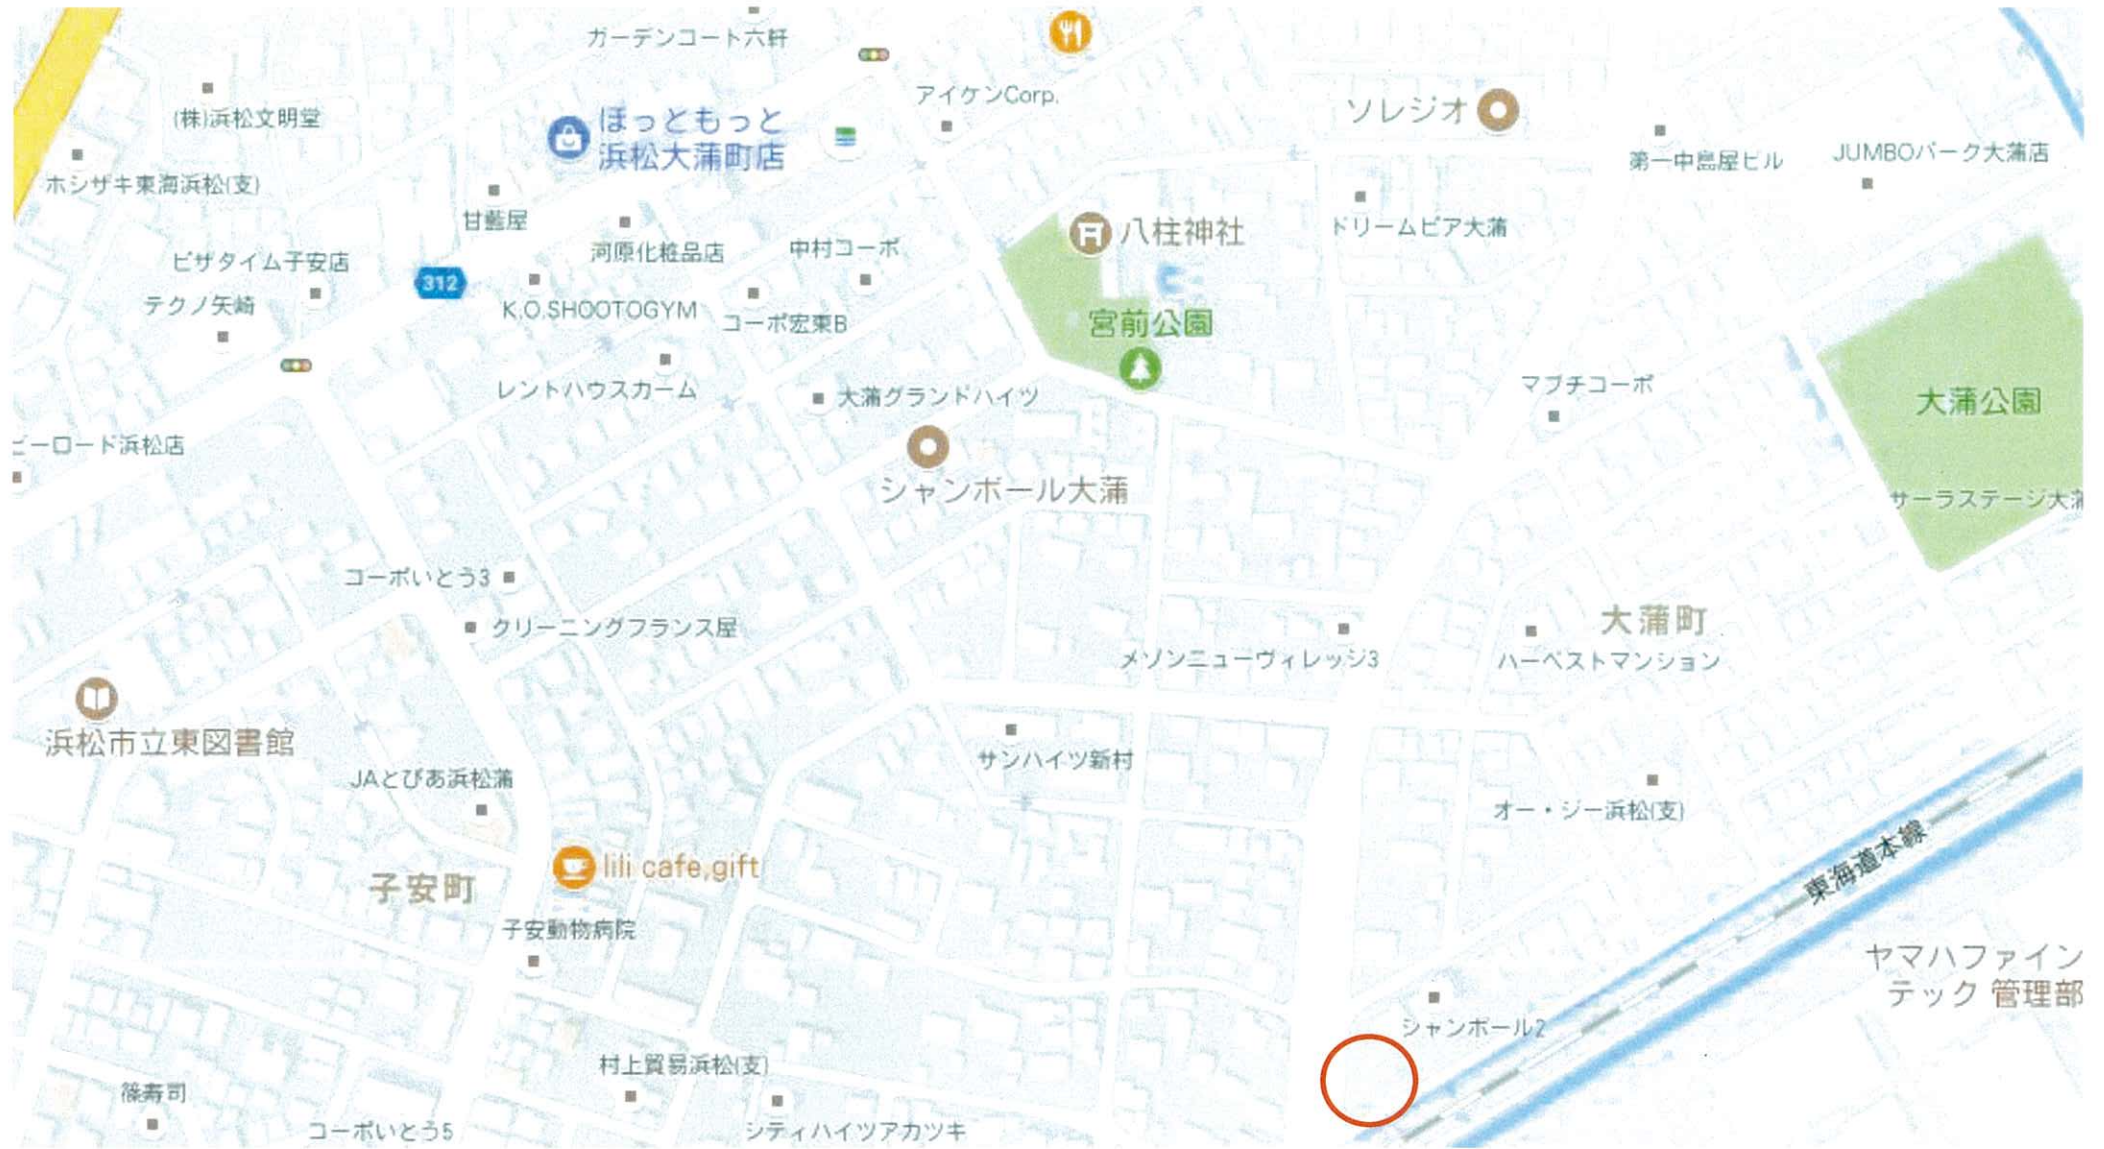 ガーデンコート六軒
アイケンCorp.
(株)浜松文明堂
ほっともっと
浜松大蒲町店
ソレジオ
第一中島屋ビル
JUMBOパーク大蒲店
ホシザキ東海浜松(支)
甘藍屋
河原化粧品店
中村コーポ
八柱神社
ドリームピア大蒲
ピザタイム子安店
312
テクノ矢崎
K.O.SHOOTOGYM
コーポ宏東B
宮前公園
レントハウスカーム
大蒲グランドハイツ
マブチコーポ
大蒲公園
ビーロード浜松店
シャンボール大蒲
サーラステージ大蒲
コーポいとう3
クリーニングフランス屋
大蒲町
メゾンニューヴィレッジ3
ハーベストマンション
浜松市立東図書館
サンハイツ新村
JAとぴあ浜松蒲
オー・ジー浜松(支)
lili cafe,gift
東海道本線
子安町
子安動物病院
ヤマハファイン
テック 管理部
シャンボール2
村上貿易浜松(支)
篠寿司
コーポいとう5
シティハイツアカツキ